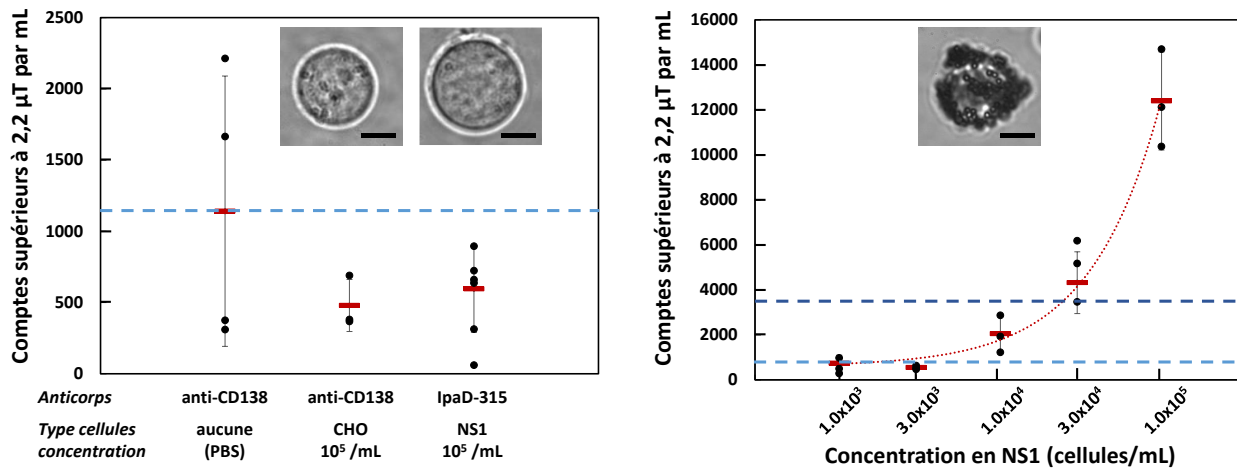 Comptes supérieurs à 2,2 µT par mL
2500
2000
1500
1000
500
0
Anticorps anti-CD138 anti-CD138 IpaD-315
Type cellules aucune CHO NS1
concentration (PBS) 10⁵ /mL 10⁵ /mL
Comptes supérieurs à 2,2 µT par mL
16000
14000
12000
10000
8000
6000
4000
2000
0
1.0x10³ 3.0x10³ 1.0x10⁴ 3.0x10⁴ 1.0x10⁵
Concentration en NS1 (cellules/mL)